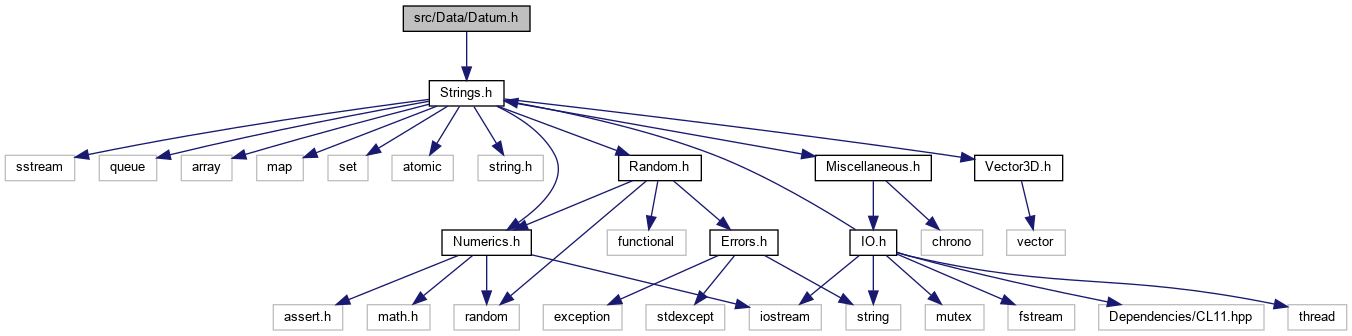 src/Data/Datum.h
Strings.h
sstream
queue
array
map
set
atomic
string.h
Random.h
Miscellaneous.h
Vector3D.h
Numerics.h
functional
Errors.h
IO.h
chrono
vector
assert.h
math.h
random
exception
stdexcept
iostream
string
mutex
fstream
Dependencies/CL11.hpp
thread